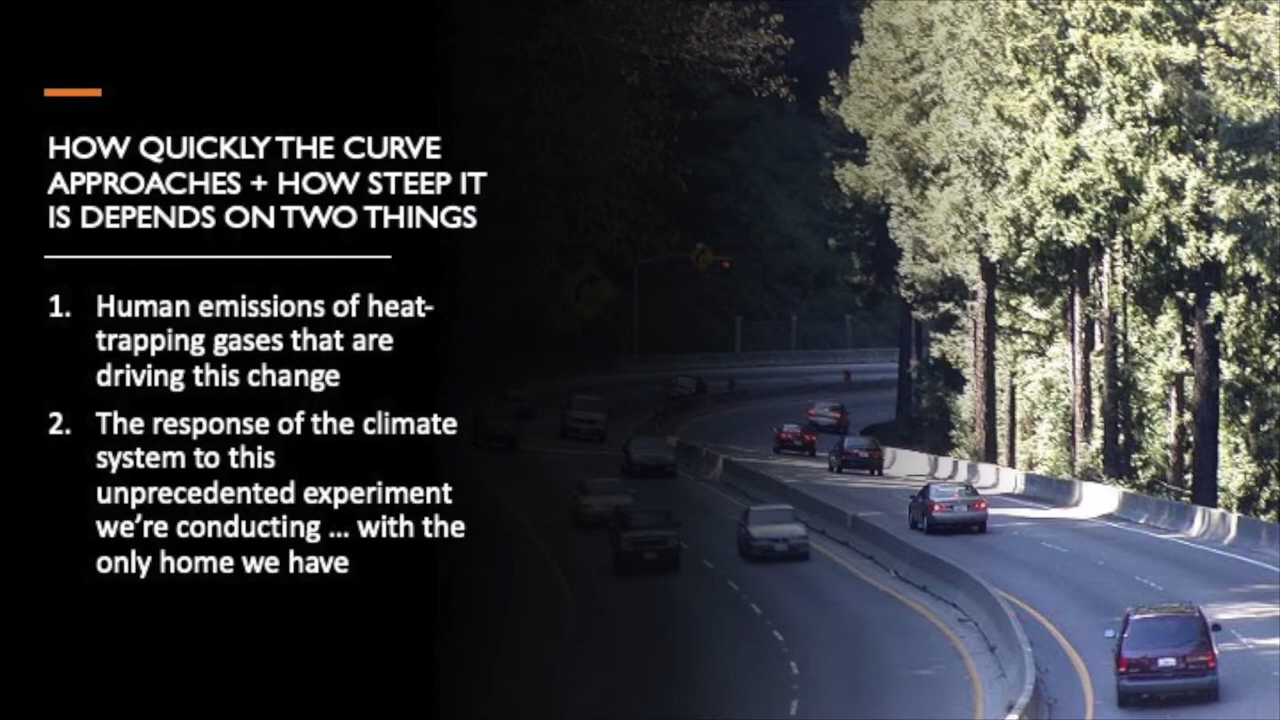 HOW QUICKLY THE CURVE
APPROACHES + HOW STEEP IT
IS DEPENDS ON TWO THINGS
1. Human emissions of heat-
trapping gases that are
driving this change
2. The response of the climate
system to this
unprecedented experiment
we're conducting ... with the
only home we have